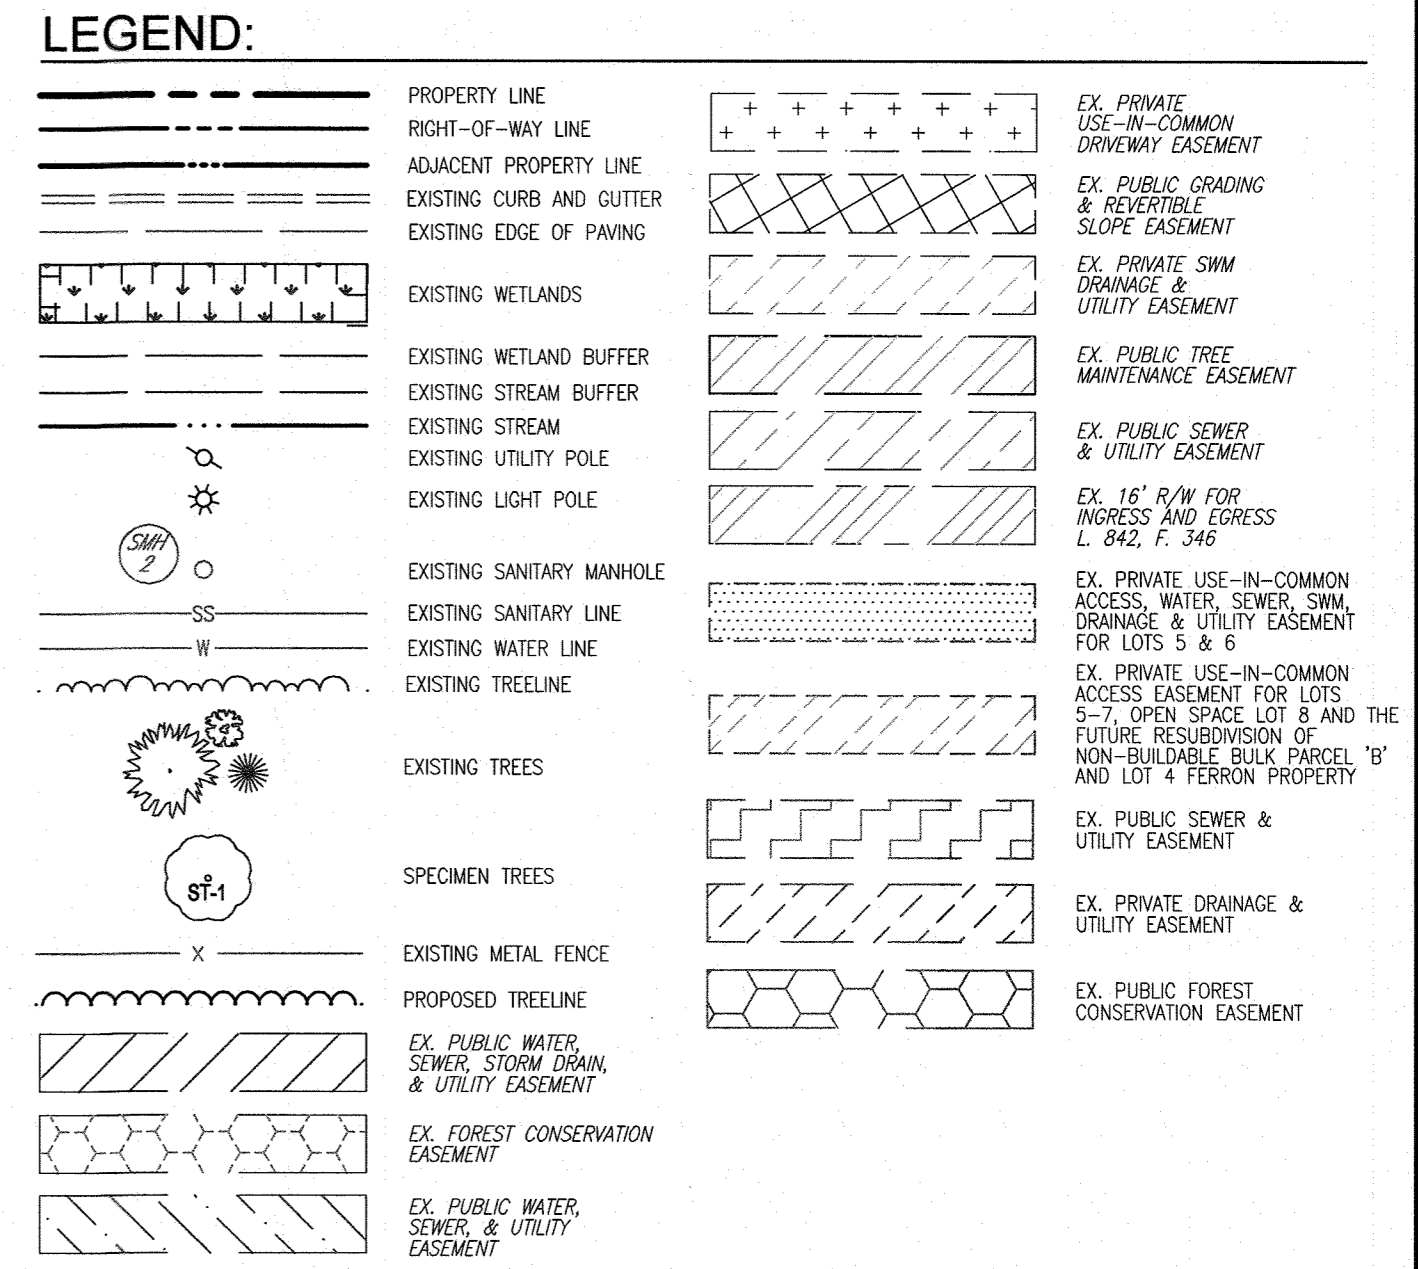 LEGEND:
PROPERTY LINE
RIGHT-OF-WAY LINE
ADJACENT PROPERTY LINE
EXISTING CURB AND GUTTER
EXISTING EDGE OF PAVING
EXISTING WETLANDS
EXISTING WETLAND BUFFER
EXISTING STREAM BUFFER
EXISTING STREAM
EXISTING UTILITY POLE
EXISTING LIGHT POLE
SMH
2
EXISTING SANITARY MANHOLE
SS
EXISTING SANITARY LINE
W
EXISTING WATER LINE
EXISTING TREELINE
EXISTING TREES
ST-1
SPECIMEN TREES
X
EXISTING METAL FENCE
PROPOSED TREELINE
EX. PUBLIC WATER,
SEWER, STORM DRAIN,
& UTILITY EASEMENT
EX. FOREST CONSERVATION
EASEMENT
EX. PUBLIC WATER,
SEWER, & UTILITY
EASEMENT
EX. PRIVATE
USE-IN-COMMON
DRIVEWAY EASEMENT
EX. PUBLIC GRADING
& REVERTIBLE
SLOPE EASEMENT
EX. PRIVATE SWM
DRAINAGE &
UTILITY EASEMENT
EX. PUBLIC TREE
MAINTENANCE EASEMENT
EX. PUBLIC SEWER
& UTILITY EASEMENT
EX. 16' R/W FOR
INGRESS AND EGRESS
L. 842, F. 346
EX. PRIVATE USE-IN-COMMON
ACCESS, WATER, SEWER, SWM,
DRAINAGE & UTILITY EASEMENT
FOR LOTS 5 & 6
EX. PRIVATE USE-IN-COMMON
ACCESS EASEMENT FOR LOTS
5-7, OPEN SPACE LOT 8 AND THE
FUTURE RESUBDIVISION OF
NON-BUILDABLE BULK PARCEL 'B'
AND LOT 4 FERRON PROPERTY
EX. PUBLIC SEWER &
UTILITY EASEMENT
EX. PRIVATE DRAINAGE &
UTILITY EASEMENT
EX. PUBLIC FOREST
CONSERVATION EASEMENT